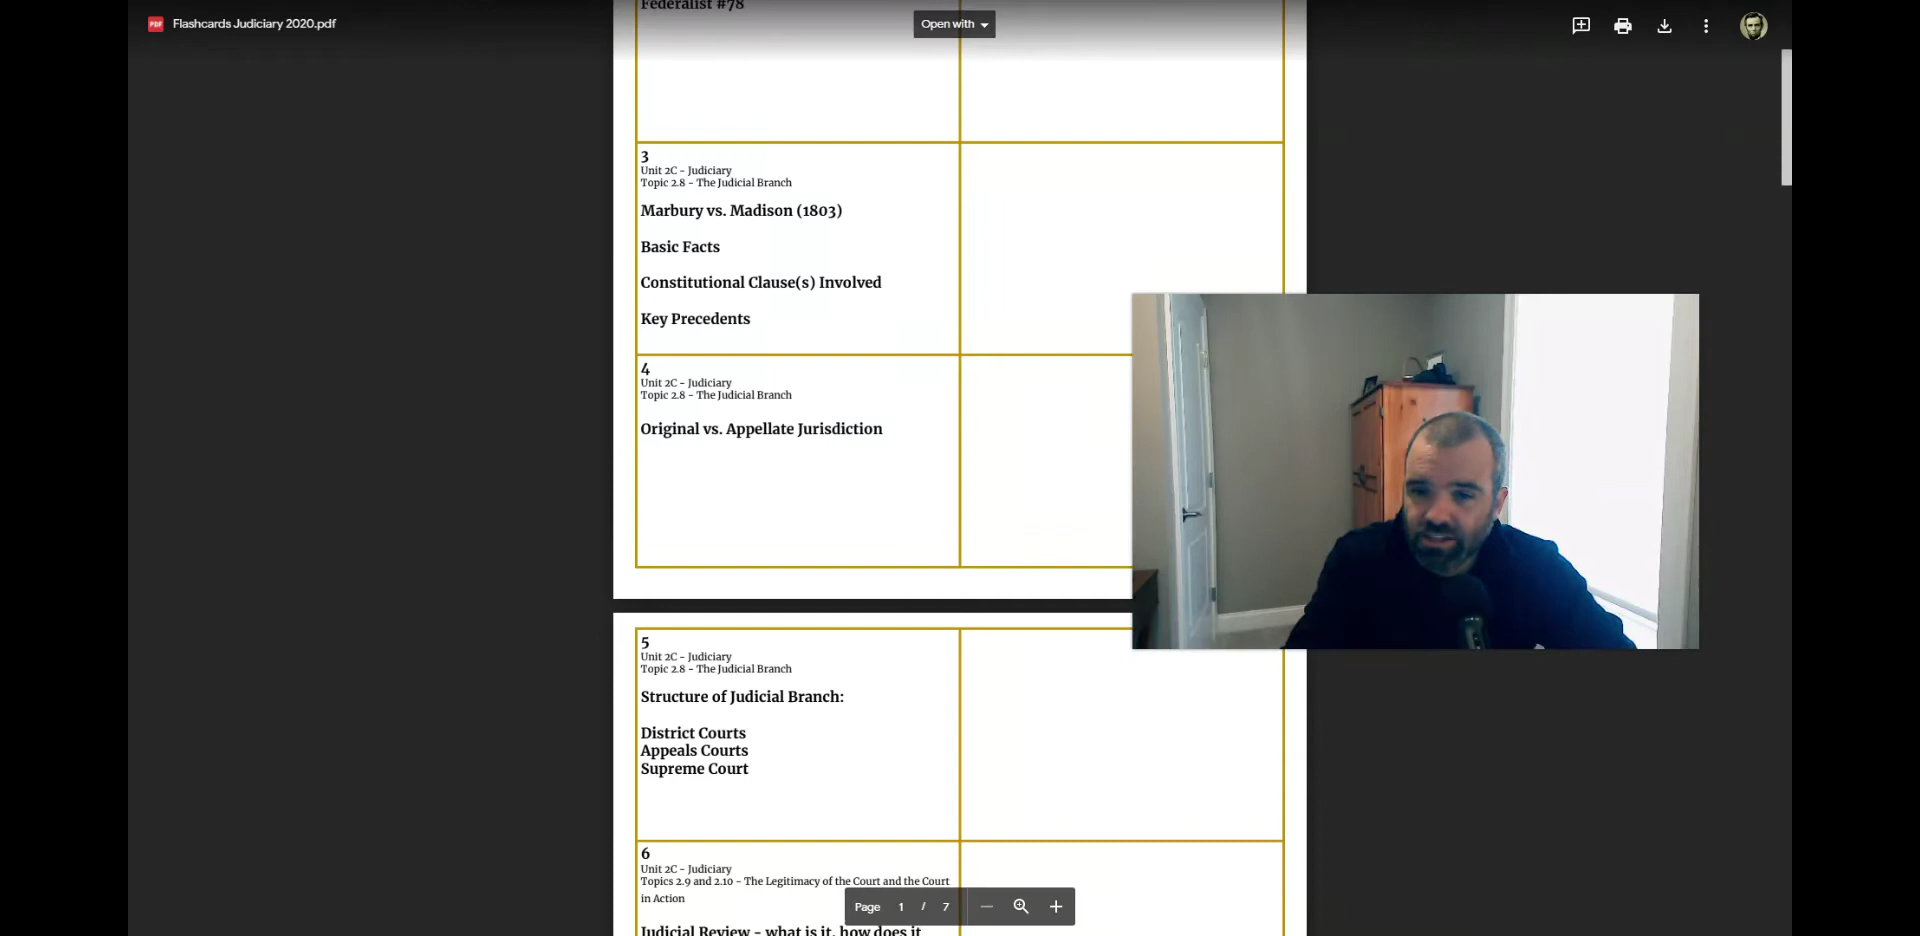 Flashcards Judiciary 2020.pdf
Open with
Federalist #78
3
Unit 2C - Judiciary
Topic 2.8 - The Judicial Branch
Marbury vs. Madison (1803)
Basic Facts
Constitutional Clause(s) Involved
Key Precedents
4
Unit 2C - Judiciary
Topic 2.8 - The Judicial Branch
Original vs. Appellate Jurisdiction
5
Unit 2C - Judiciary
Topic 2.8 - The Judicial Branch
Structure of Judicial Branch:
District Courts
Appeals Courts
Supreme Court
6
Unit 2C - Judiciary
Topics 2.9 and 2.10 - The Legitimacy of the Court and the Court
in Action
Judicial Review - what is it, how does it
Page 1 / 7